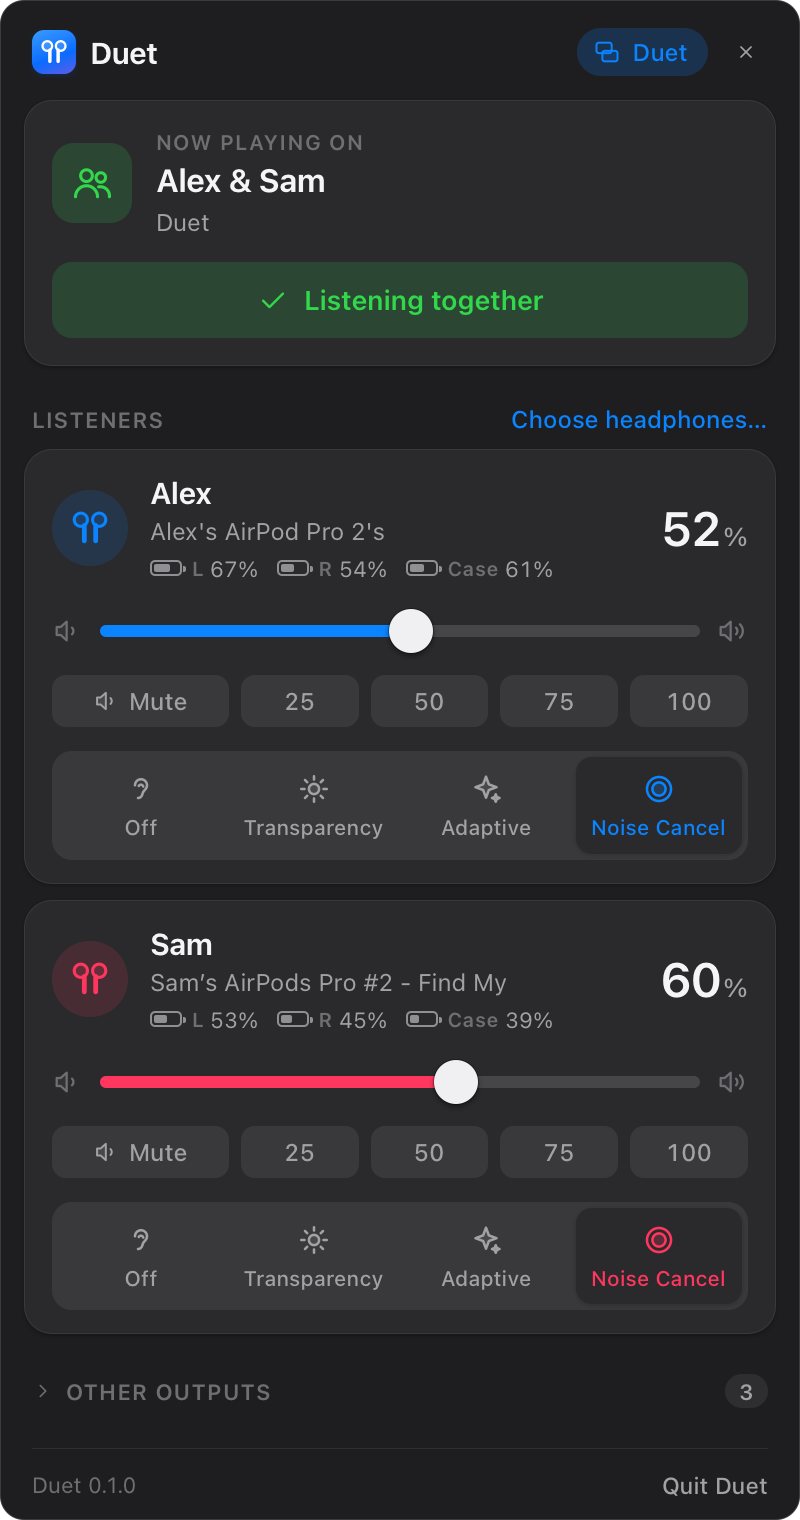 Duet
Duet
NOW PLAYING ON
Alex & Sam
Duet
Listening together
LISTENERS
Choose headphones...
Alex
Alex's AirPod Pro 2's
L 67% R 54% Case 61%
52%
Mute 25 50 75 100
Off Transparency Adaptive Noise Cancel
Sam
Sam’s AirPods Pro #2 - Find My
L 53% R 45% Case 39%
60%
Mute 25 50 75 100
Off Transparency Adaptive Noise Cancel
OTHER OUTPUTS 3
Duet 0.1.0
Quit Duet